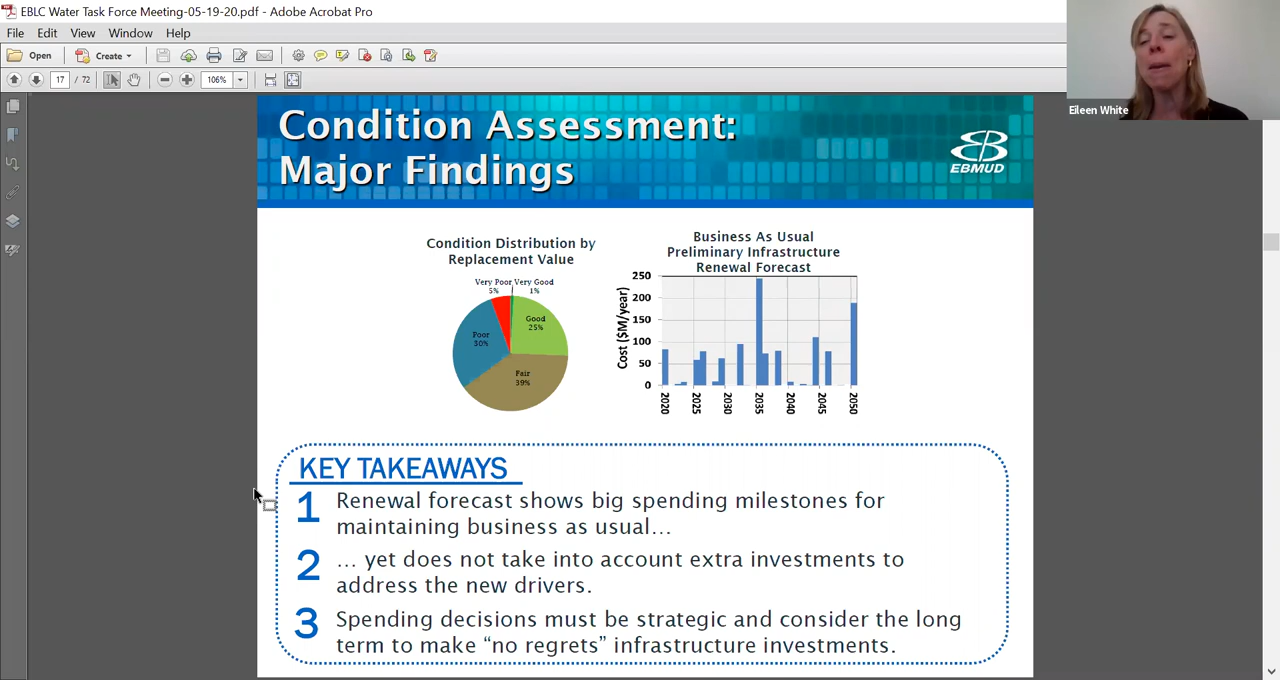 EBLC Water Task Force Meeting-05-19-20.pdf - Adobe Acrobat Pro
File Edit View Window Help
Open Create
17 / 72 106%
Eileen White
Condition Assessment:
Major Findings
EBMUD
Condition Distribution by
Replacement Value
Very Poor Very Good
5% 1%
Good
25%
Poor
30%
Fair
39%
Business As Usual
Preliminary Infrastructure
Renewal Forecast
Cost ($M/year)
250
200
150
100
50
0
2020 2025 2030 2035 2040 2045 2050
KEY TAKEAWAYS
1 Renewal forecast shows big spending milestones for
maintaining business as usual…
2 … yet does not take into account extra investments to
address the new drivers.
3 Spending decisions must be strategic and consider the long
term to make “no regrets” infrastructure investments.